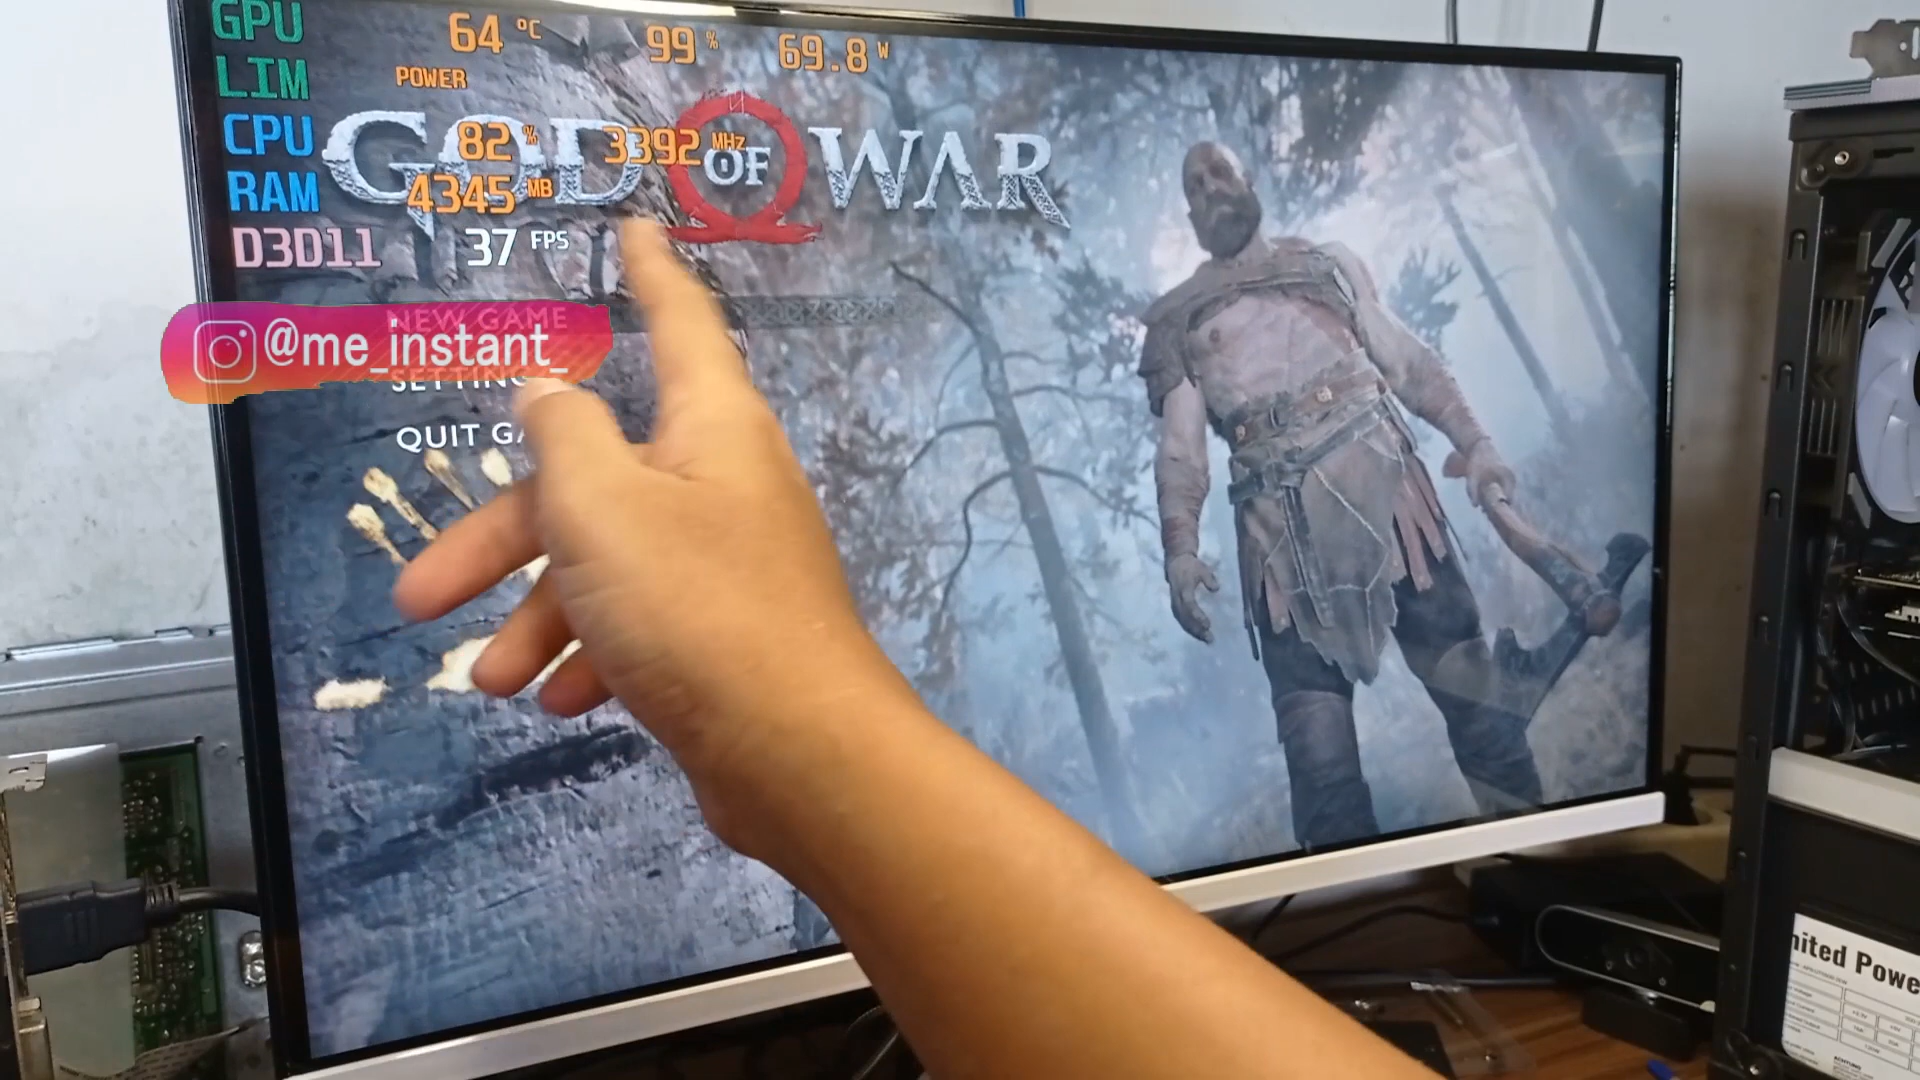 GPU 64 °C 99 % 69.8 W
LIM POWER
CPU 82 % 3392 MHz
RAM 4345 MB
D3D11 37 FPS
GOD OF WAR
NEW GAME
@me_instant_
QUIT
nited Powe